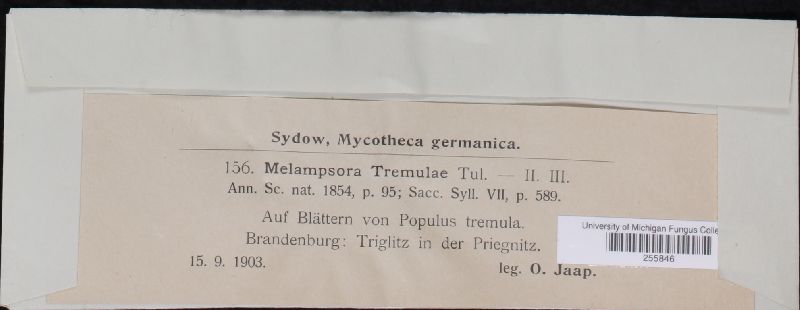 Sydow, Mycotheca germanica.
156. Melampsora Tremulae Tul. — II. III.
Ann. Sc. nat. 1854, p. 95; Sacc. Syll. VII, p. 589.
Auf Blättern von Populus tremula.
Brandenburg: Triglitz in der Priegnitz.
15. 9. 1903. leg. O. Jaap.
University of Michigan Fungus Colle
255846